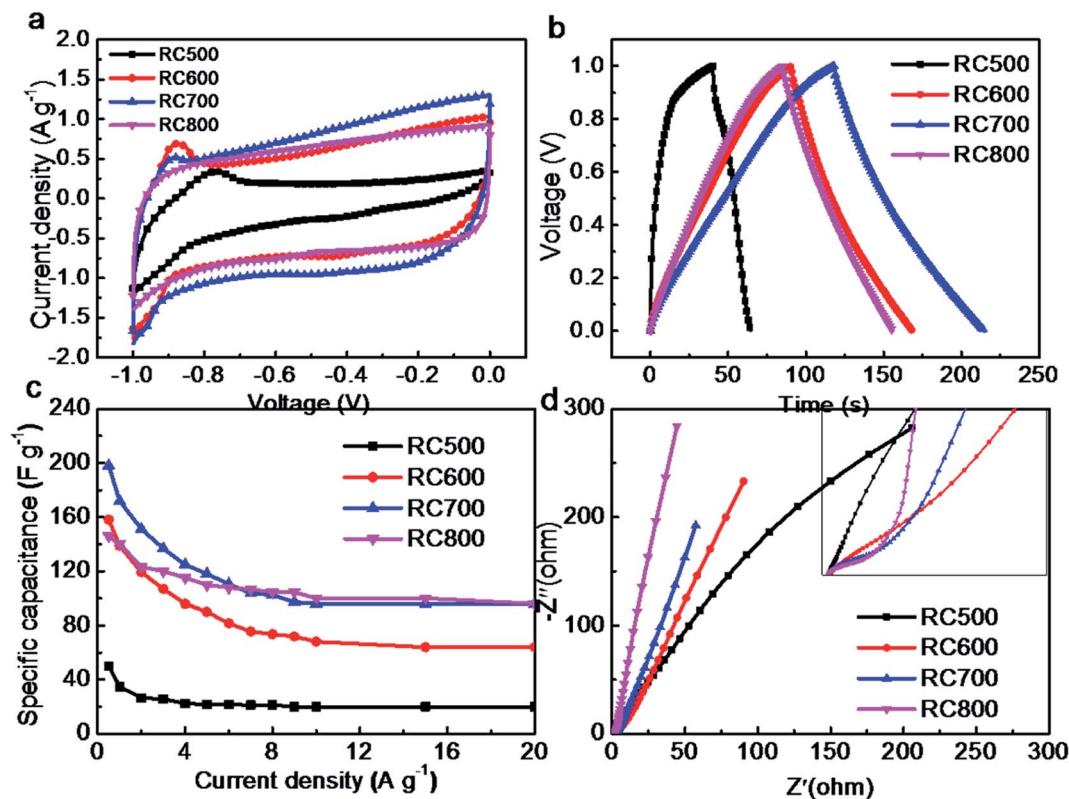 a
Current density (A g⁻¹)
2.0
1.5
1.0
0.5
0.0
-0.5
-1.0
-1.5
-2.0
RC500
RC600
RC700
RC800
-1.0 -0.8 -0.6 -0.4 -0.2 0.0
Voltage (V)
b
Voltage (V)
1.0
0.8
0.6
0.4
0.2
0.0
RC500
RC600
RC700
RC800
0 50 100 150 200 250
Time (s)
c
Specific capacitance (F g⁻¹)
240
200
160
120
80
40
0
RC500
RC600
RC700
RC800
0 4 8 12 16 20
Current density (A g⁻¹)
d
-Z''(ohm)
300
200
100
0
RC500
RC600
RC700
RC800
0 50 100 150 200 250 300
Z'(ohm)